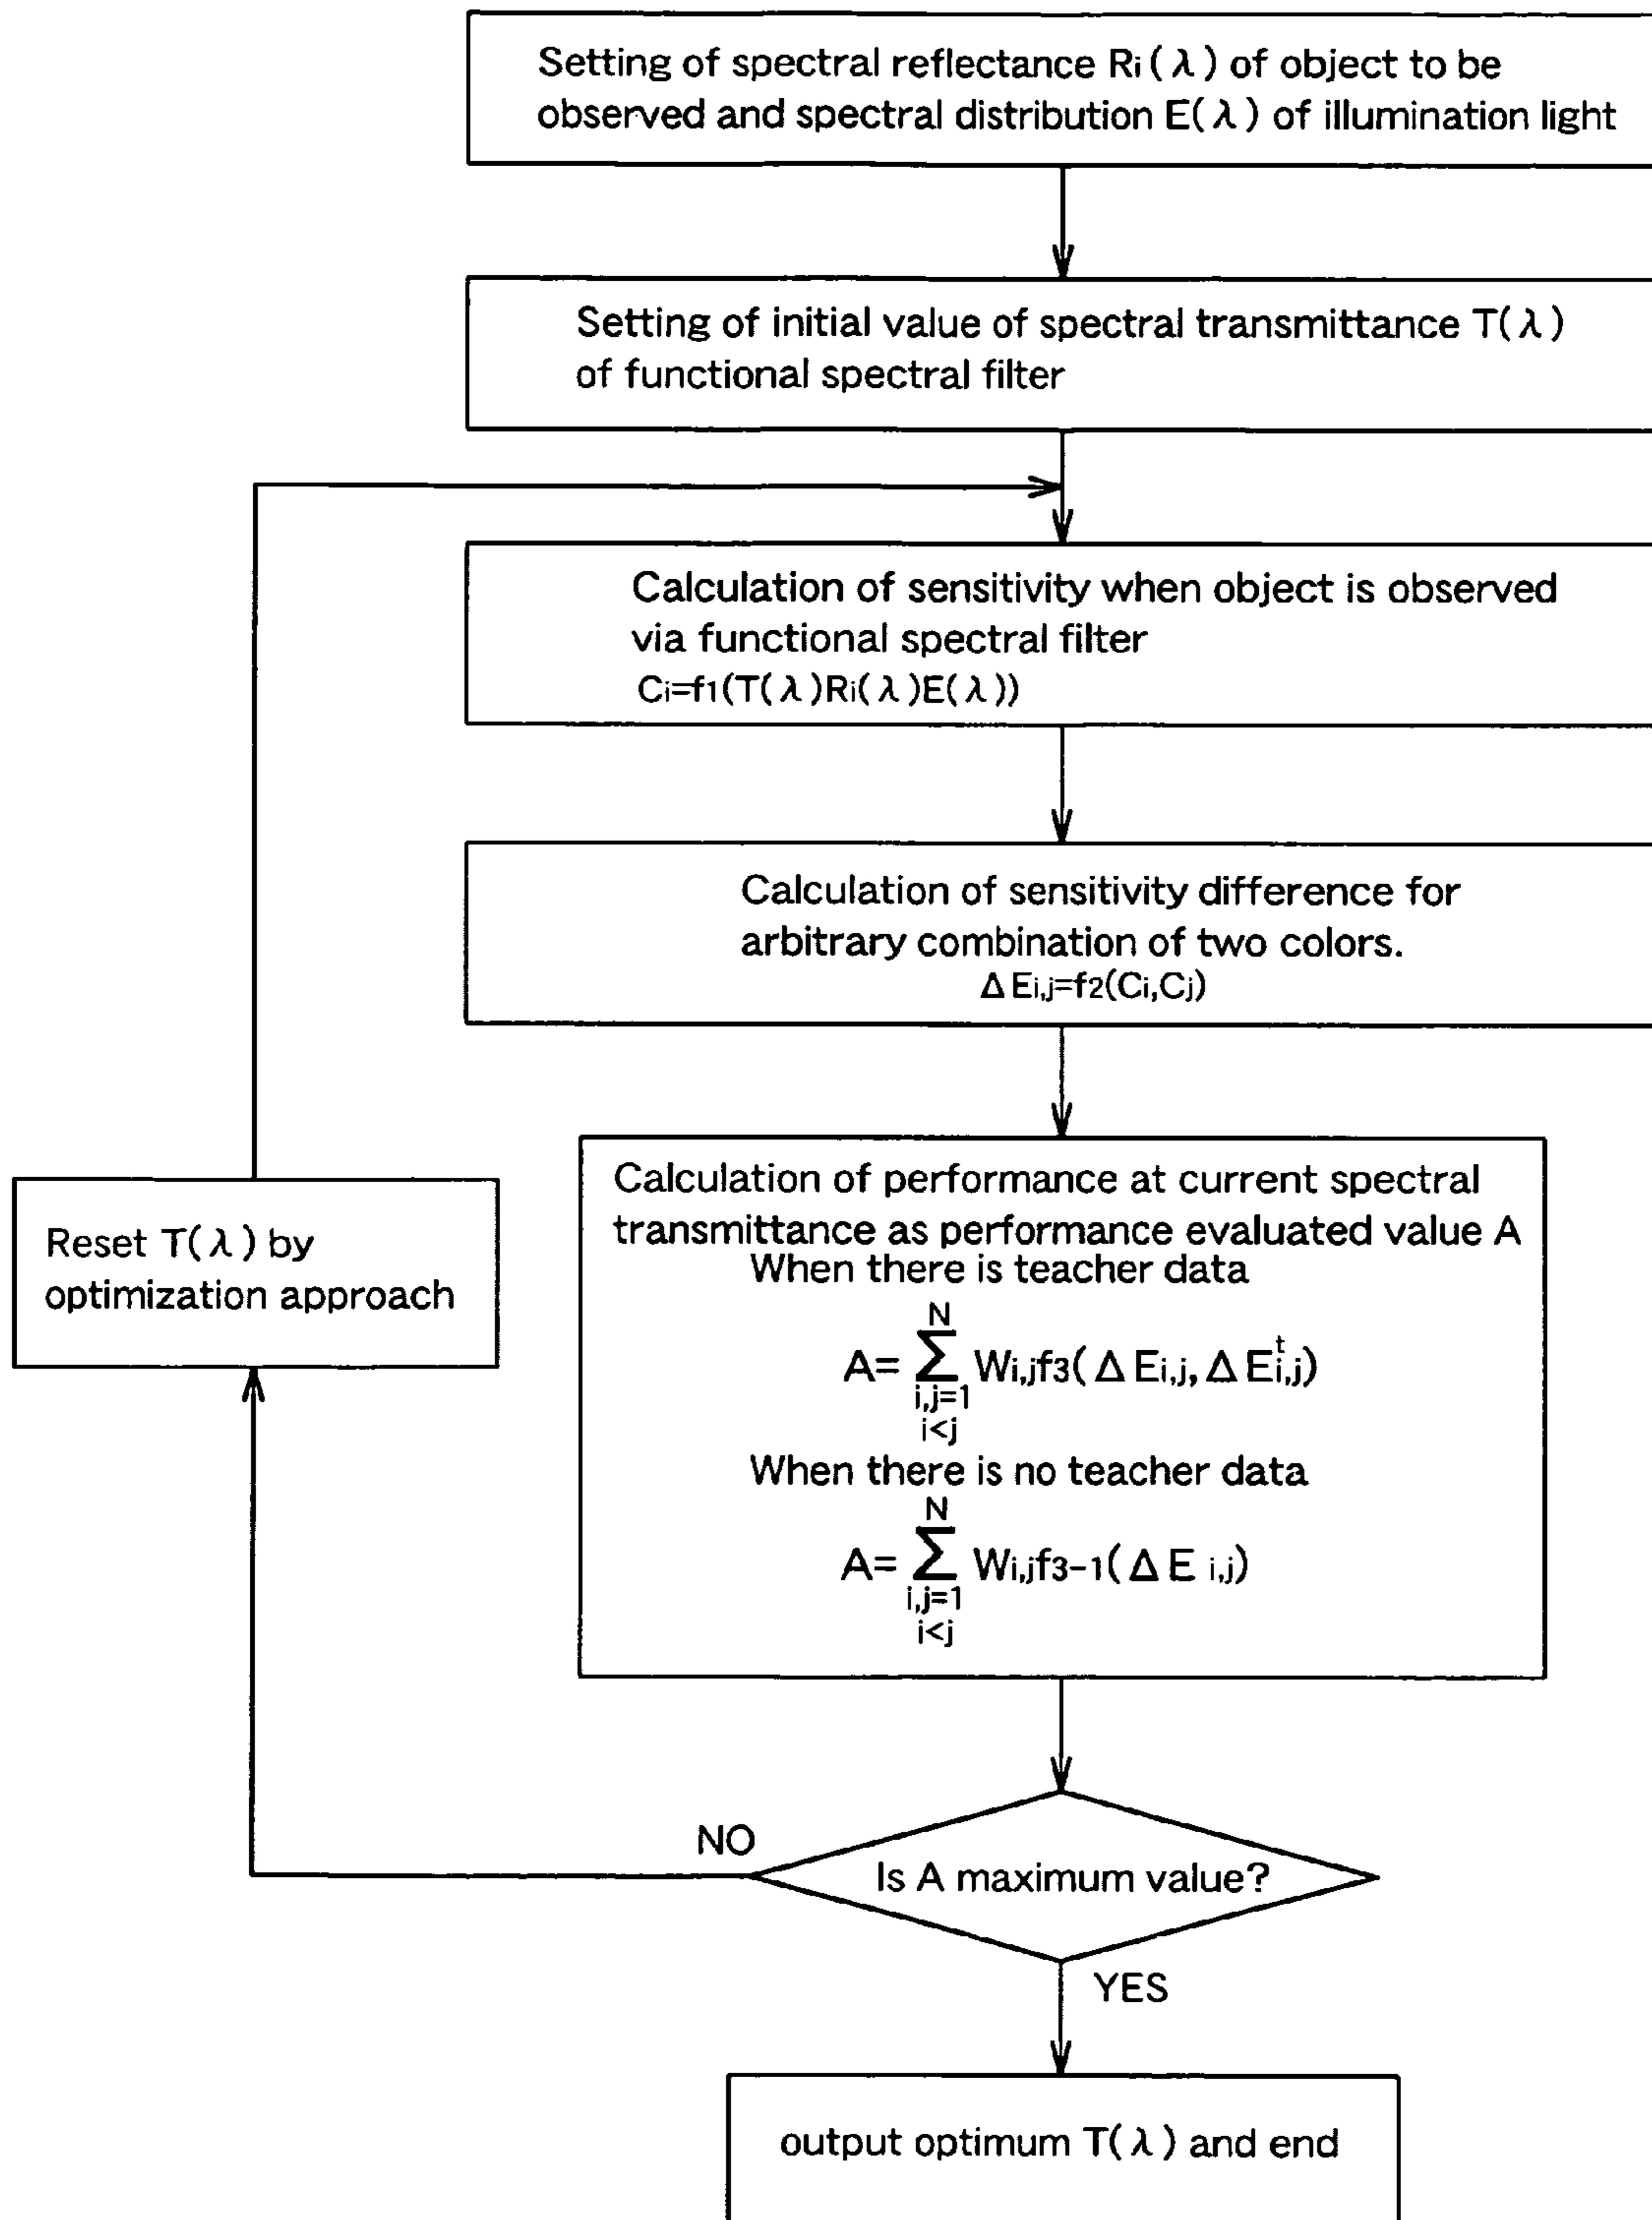 Setting of spectral reflectance Ri(λ) of object to be
observed and spectral distribution E(λ) of illumination light
Setting of initial value of spectral transmittance T(λ)
of functional spectral filter
Calculation of sensitivity when object is observed
via functional spectral filter
Ci=f1(T(λ)Ri(λ)E(λ))
Calculation of sensitivity difference for
arbitrary combination of two colors.
ΔEi,j=f2(Ci,Cj)
Calculation of performance at current spectral
transmittance as performance evaluated value A
When there is teacher data
N
A= Σ Wi,jf3(ΔEi,j,ΔE^t i,j)
i,j=1
i<j
When there is no teacher data
N
A= Σ Wi,jf3-1(ΔE i,j)
i,j=1
i<j
Reset T(λ) by
optimization approach
NO
Is A maximum value?
YES
output optimum T(λ) and end